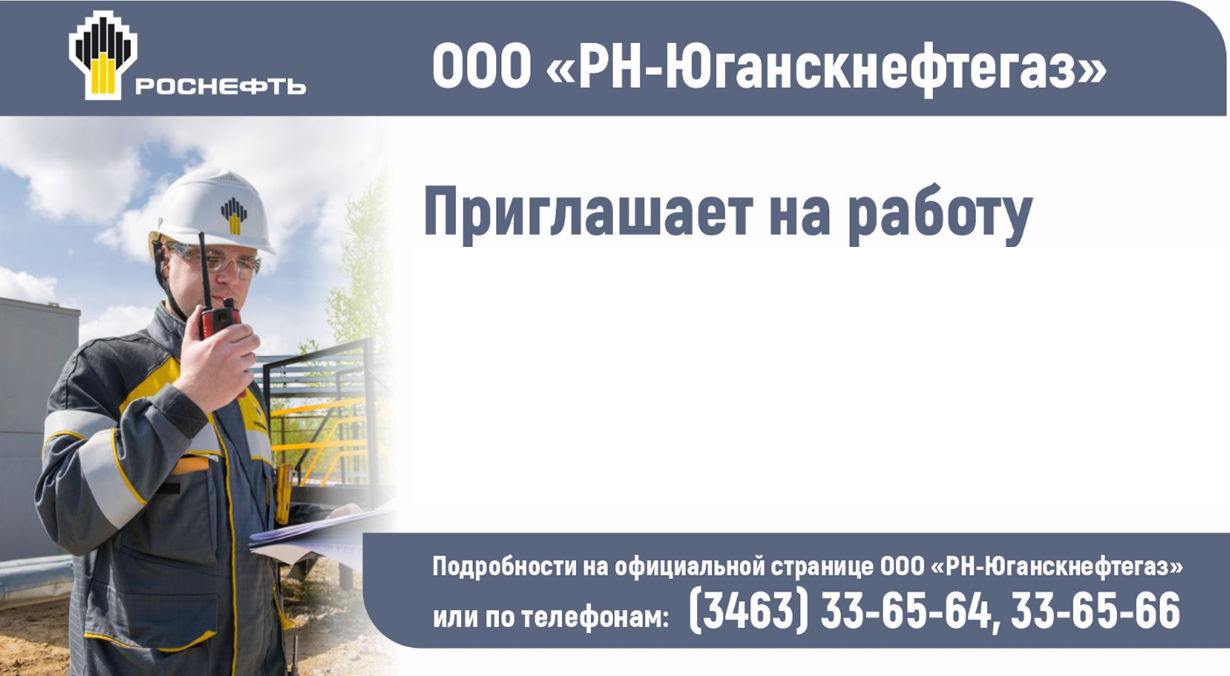 РОСНЕФТЬ
ООО «РН-Юганскнефтегаз»
Приглашает на работу
Подробности на официальной странице ООО «РН-Юганскнефтегаз»
или по телефонам: (3463) 33-65-64, 33-65-66